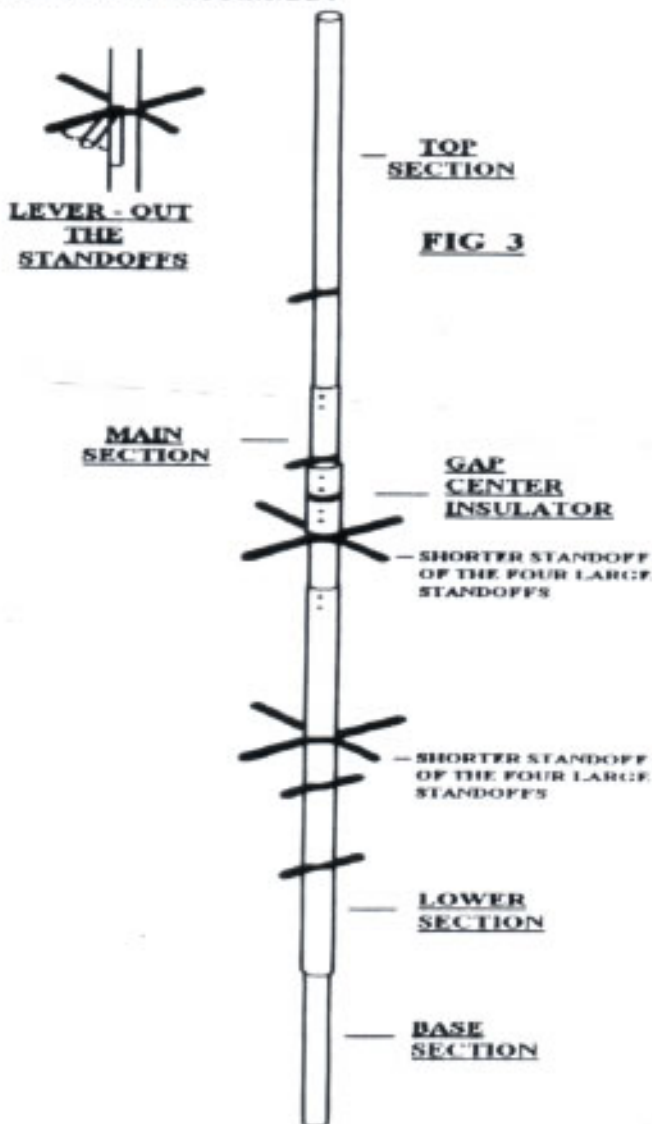 LEVER - OUT
THE
STANDOFFS
TOP
SECTION
FIG 3
MAIN
SECTION
GAP
CENTER
INSULATOR
SHORTER STANDOFF
OF THE FOUR LARGE
STANDOFFS
SHORTER STANDOFF
OF THE FOUR LARGE
STANDOFFS
LOWER
SECTION
BASE
SECTION